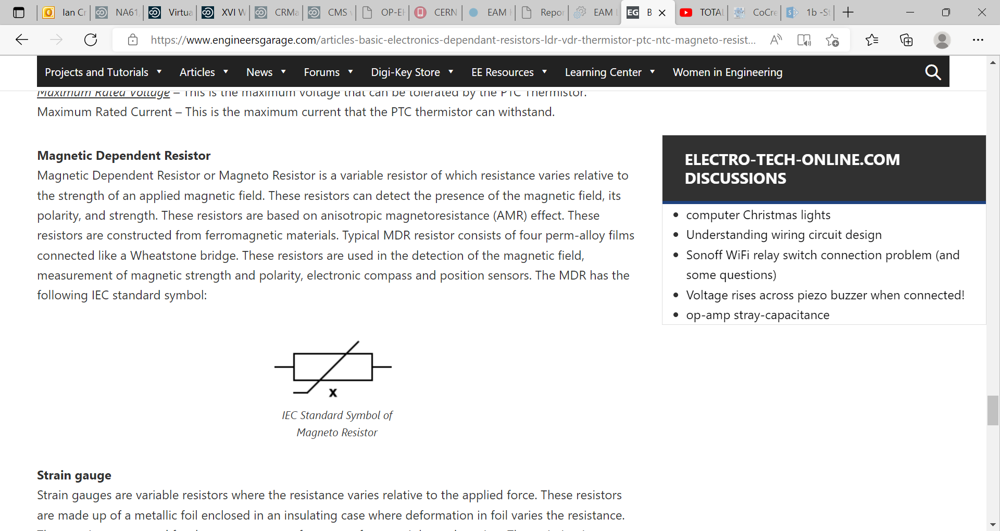 Ian Cr
NA61
Virtua
XVI W
CRMa
CMS
OP-EH
CERN
EAM
Repor
EAM
EG B
TOTAL
CoCre
1b -St
https://www.engineersgarage.com/articles-basic-electronics-dependant-resistors-ldr-vdr-thermistor-ptc-ntc-magneto-resist...
Projects and Tutorials
Articles
News
Forums
Digi-Key Store
EE Resources
Learning Center
Women in Engineering
Maximum Rated Voltage – This is the maximum voltage that can be tolerated by the PTC Thermistor.
Maximum Rated Current – This is the maximum current that the PTC thermistor can withstand.
Magnetic Dependent Resistor
Magnetic Dependent Resistor or Magneto Resistor is a variable resistor of which resistance varies relative to
the strength of an applied magnetic field. These resistors can detect the presence of the magnetic field, its
polarity, and strength. These resistors are based on anisotropic magnetoresistance (AMR) effect. These
resistors are constructed from ferromagnetic materials. Typical MDR resistor consists of four perm-alloy films
connected like a Wheatstone bridge. These resistors are used in the detection of the magnetic field,
measurement of magnetic strength and polarity, electronic compass and position sensors. The MDR has the
following IEC standard symbol:
x
IEC Standard Symbol of
Magneto Resistor
Strain gauge
Strain gauges are variable resistors where the resistance varies relative to the applied force. These resistors
are made up of a metallic foil enclosed in an insulating case where deformation in foil varies the resistance.
ELECTRO-TECH-ONLINE.COM
DISCUSSIONS
computer Christmas lights
Understanding wiring circuit design
Sonoff WiFi relay switch connection problem (and
some questions)
Voltage rises across piezo buzzer when connected!
op-amp stray-capacitance